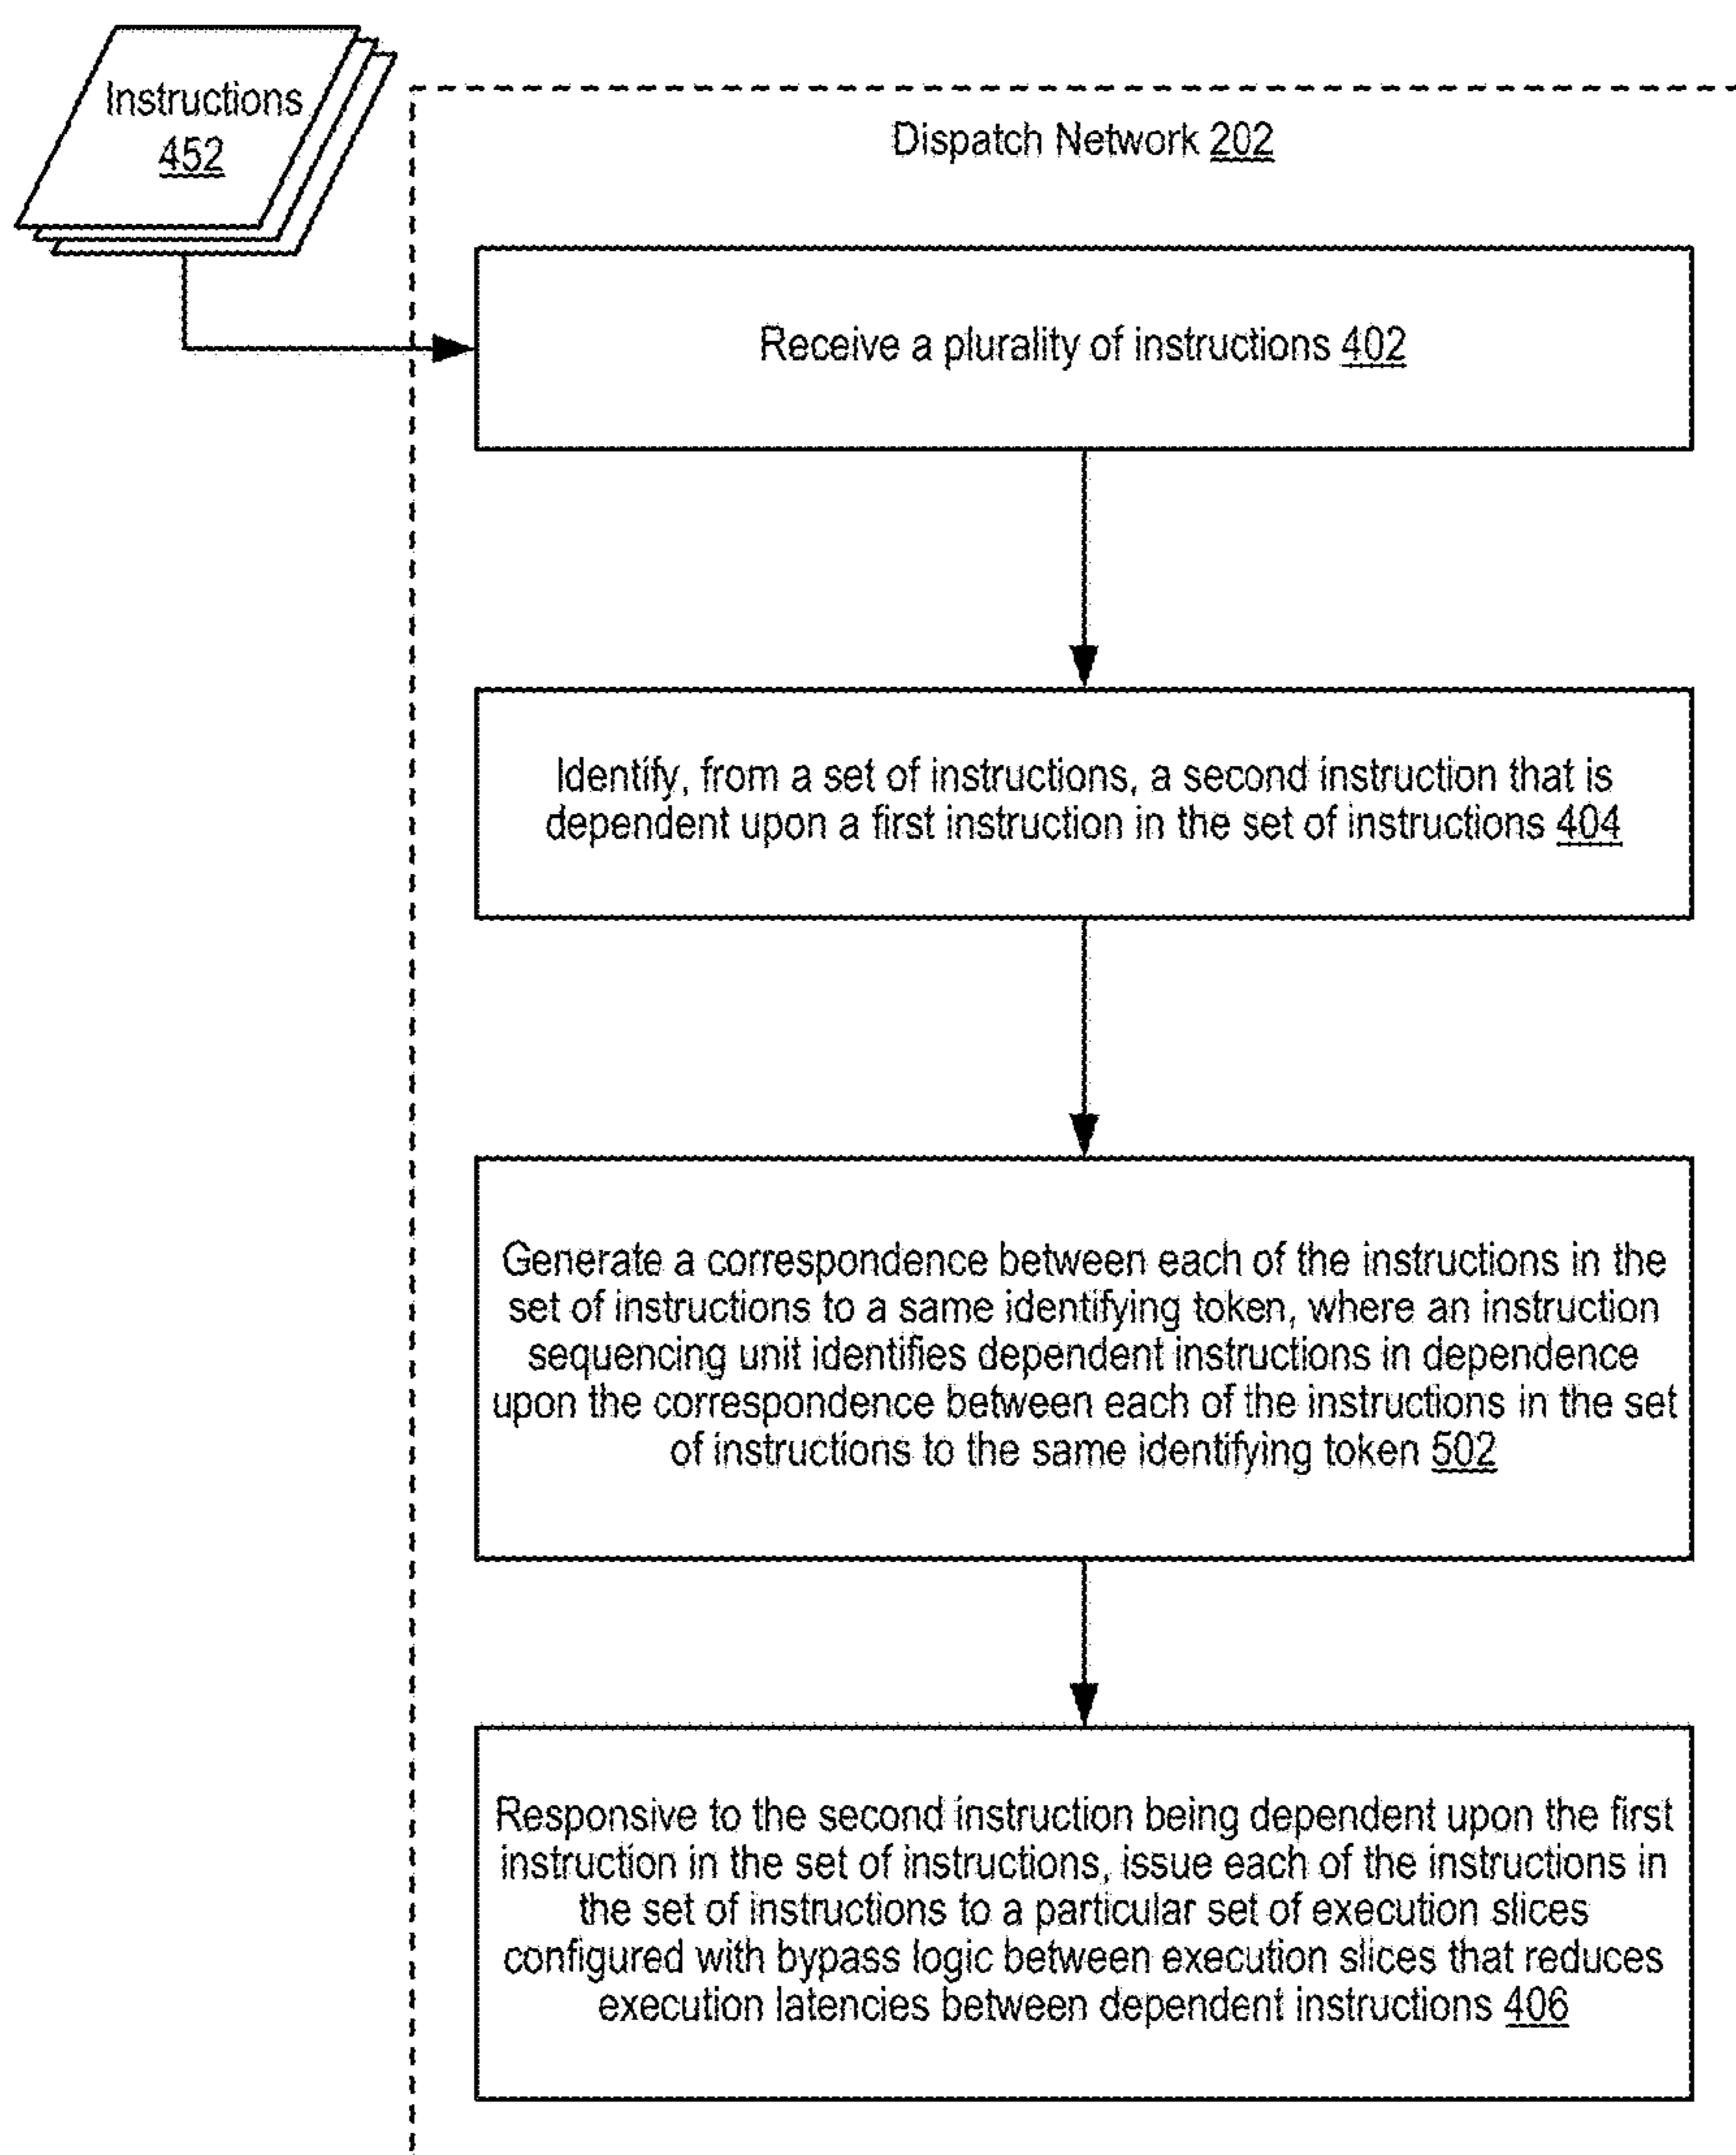 Instructions
452
Dispatch Network 202
Receive a plurality of instructions 402
Identify, from a set of instructions, a second instruction that is
dependent upon a first instruction in the set of instructions 404
Generate a correspondence between each of the instructions in the
set of instructions to a same identifying token, where an instruction
sequencing unit identifies dependent instructions in dependence
upon the correspondence between each of the instructions in the set
of instructions to the same identifying token 502
Responsive to the second instruction being dependent upon the first
instruction in the set of instructions, issue each of the instructions in
the set of instructions to a particular set of execution slices
configured with bypass logic between execution slices that reduces
execution latencies between dependent instructions 406